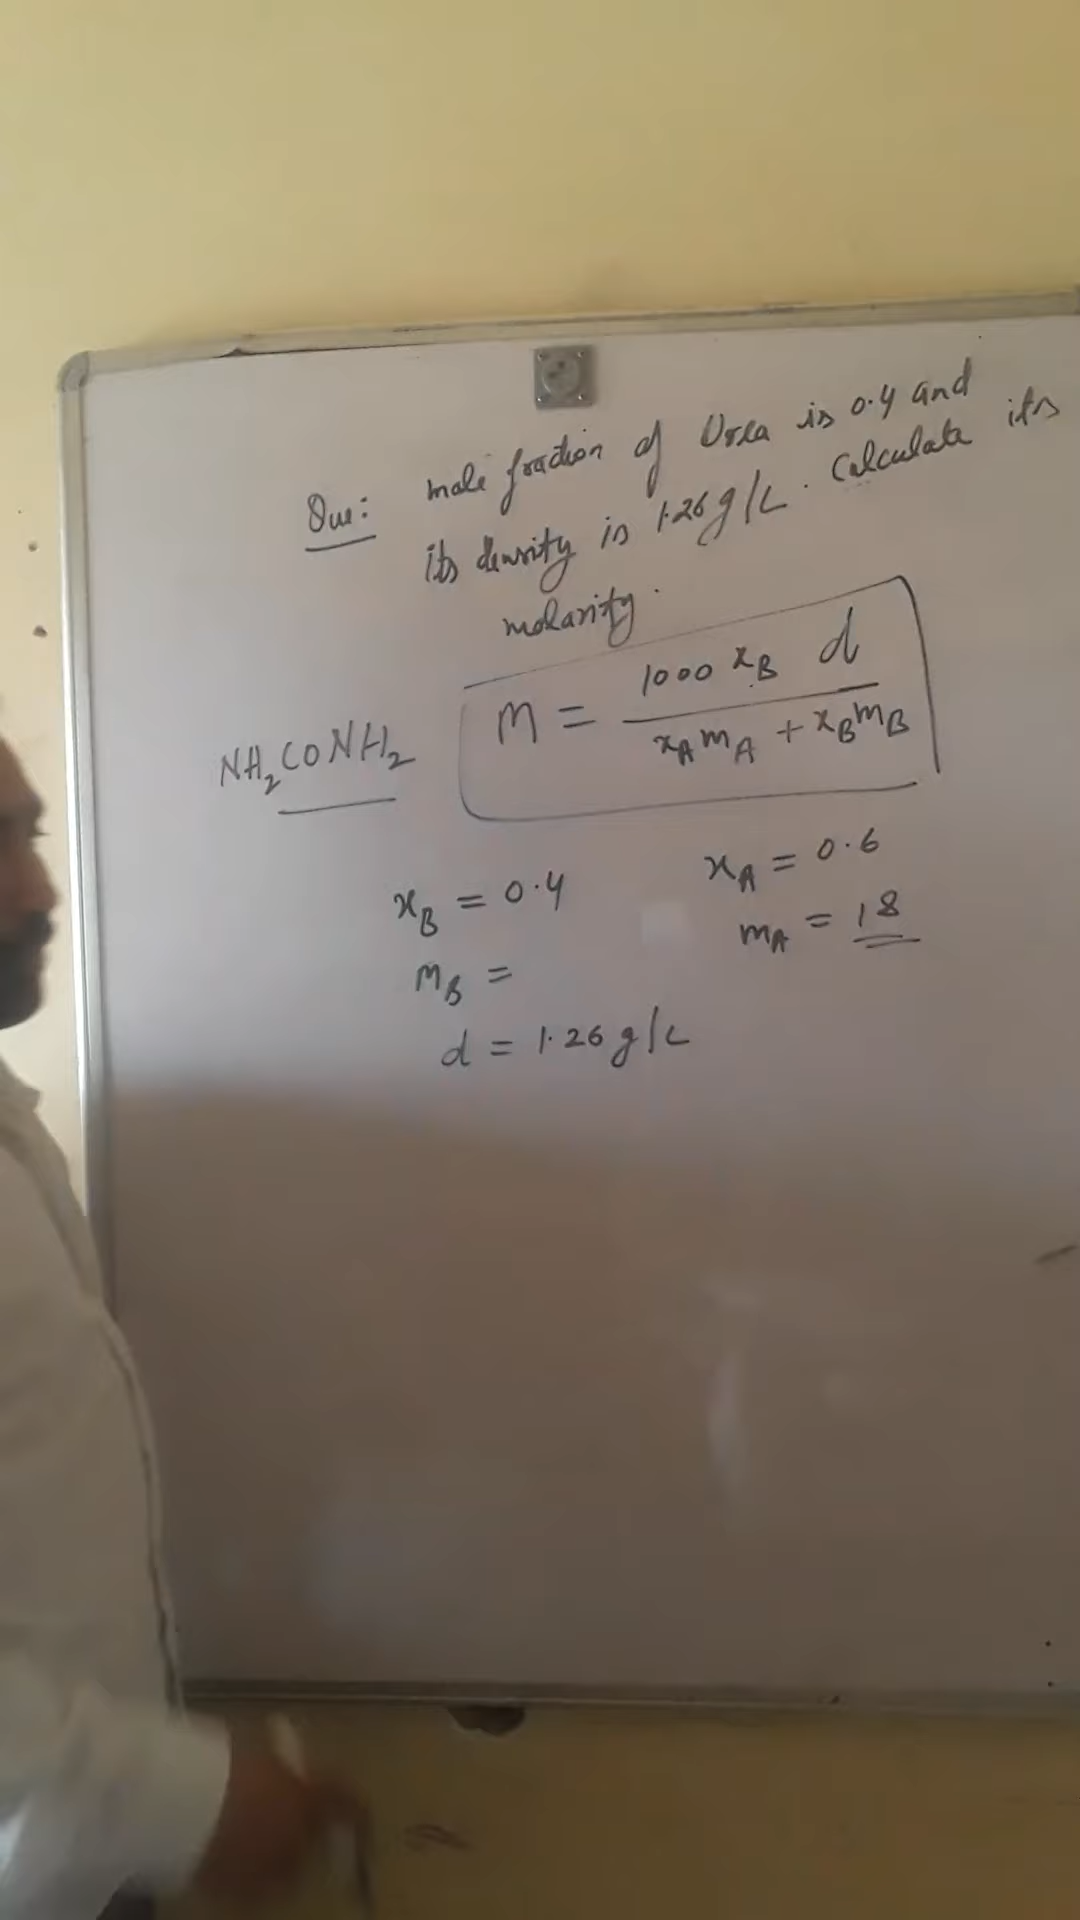 Que: mole fraction of Urea is 0.4 and
its density is 1.26 g/L. Calculate its
molarity.
M = 1000 xB d / xA mA + xB mB
NH2CONH2
xB = 0.4 xA = 0.6
mB = mA = 18
d = 1.26 g/L